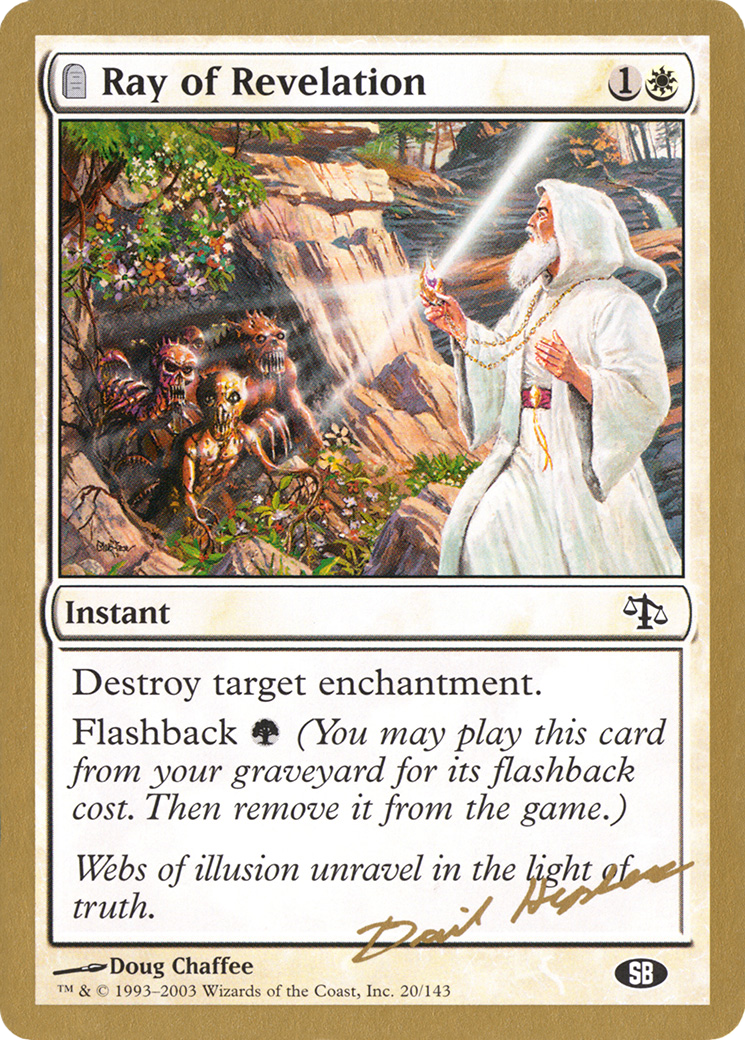 Ray of Revelation 1
Instant
Destroy target enchantment.
Flashback (You may play this card
from your graveyard for its flashback
cost. Then remove it from the game.)
Webs of illusion unravel in the light of
truth.
Doug Chaffee
™ & © 1993–2003 Wizards of the Coast, Inc. 20/143
SB